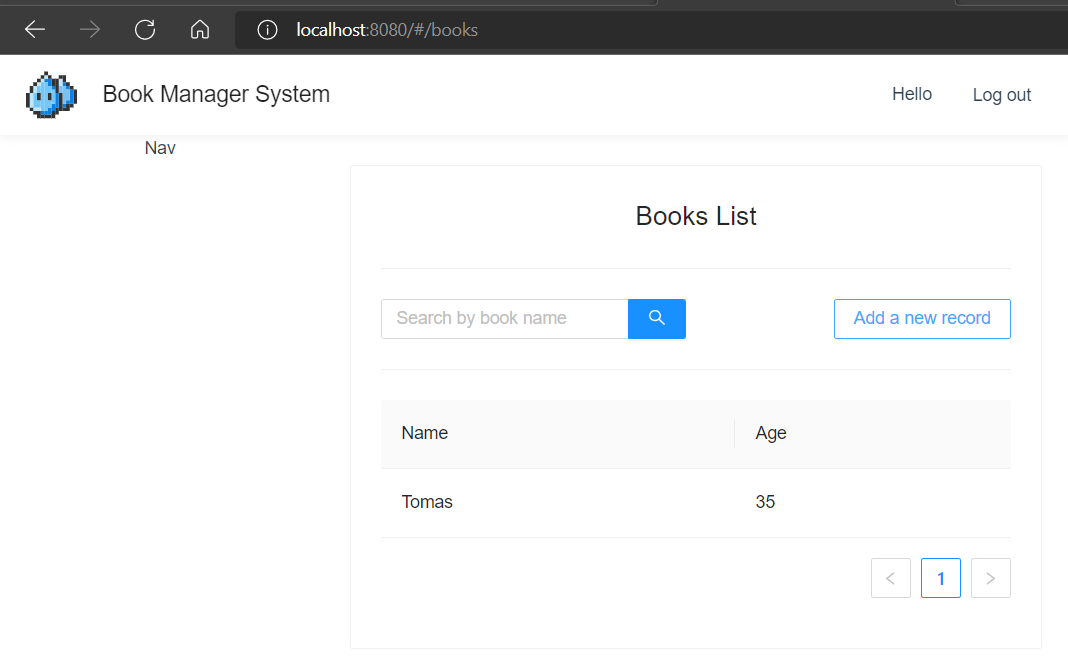 localhost:8080/#/books
Book Manager System
Hello
Log out
Nav
Books List
Search by book name
Add a new record
Name Age
Tomas 35
1